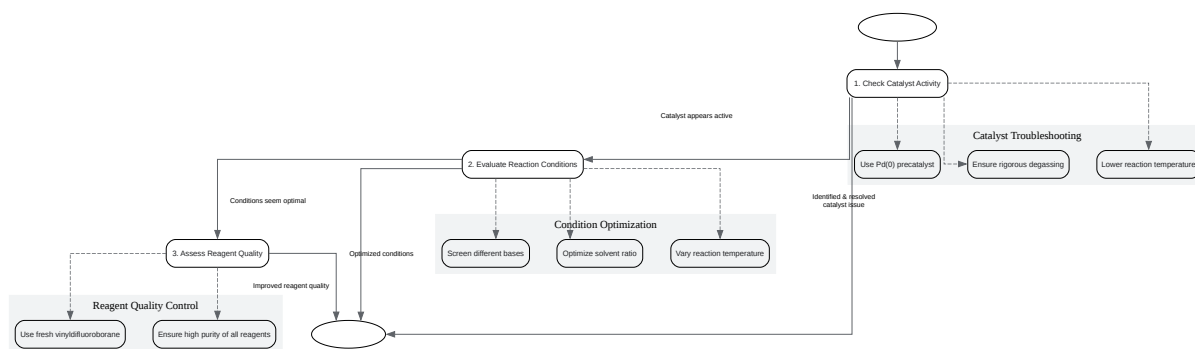 1. Check Catalyst Activity
Catalyst appears active
Catalyst Troubleshooting
2. Evaluate Reaction Conditions
Use Pd(0) precatalyst
Ensure rigorous degassing
Lower reaction temperature
Conditions seem optimal
Identified & resolved
catalyst issue
Condition Optimization
3. Assess Reagent Quality
Optimized conditions
Screen different bases
Optimize solvent ratio
Vary reaction temperature
Improved reagent quality
Reagent Quality Control
Use fresh vinyldifluoroborane
Ensure high purity of all reagents